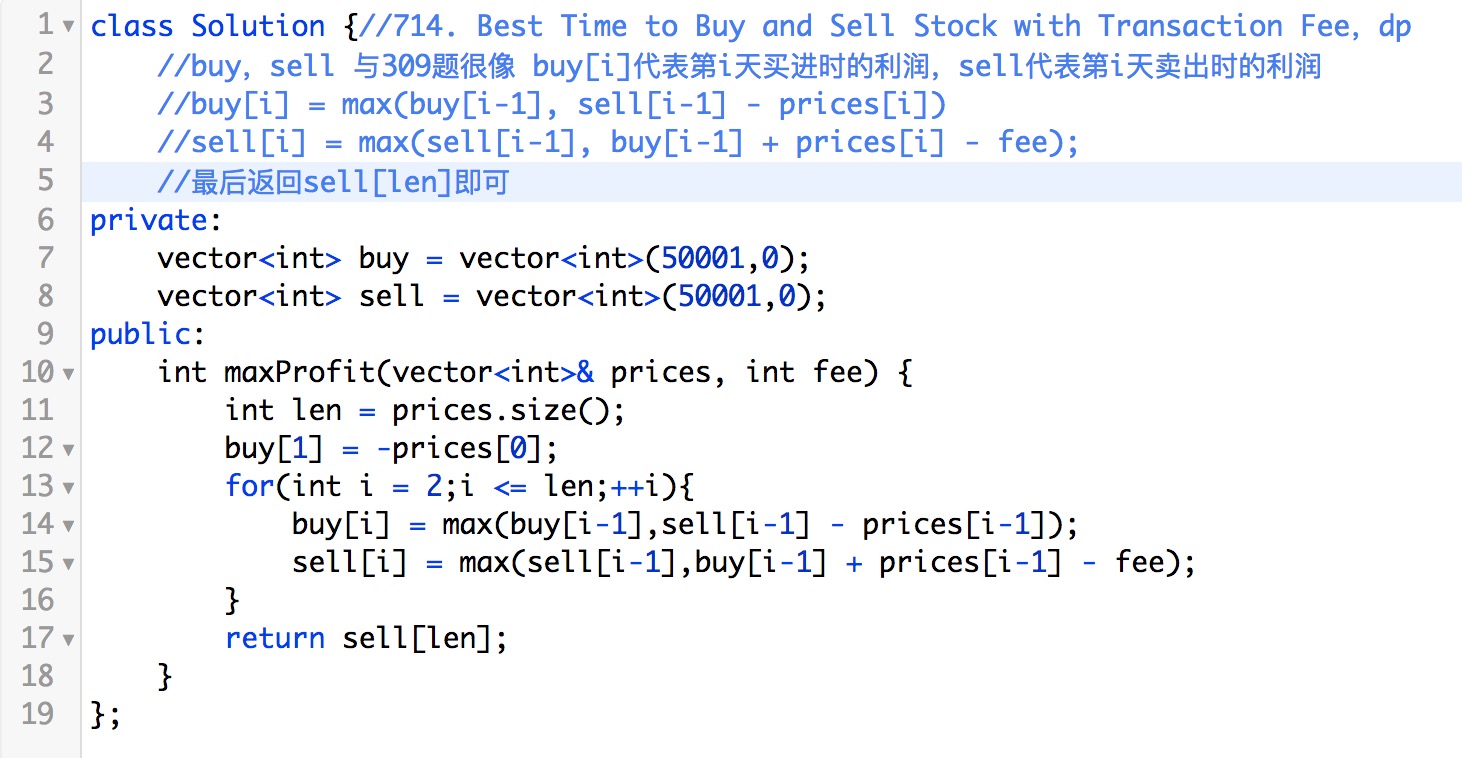 1 class Solution {//714. Best Time to Buy and Sell Stock with Transaction Fee, dp
2     //buy, sell 与309题很像 buy[i]代表第i天买进时的利润, sell代表第i天卖出时的利润
3     //buy[i] = max(buy[i-1], sell[i-1] - prices[i])
4     //sell[i] = max(sell[i-1], buy[i-1] + prices[i] - fee);
5     //最后返回sell[len]即可
6 private:
7     vector<int> buy = vector<int>(50001,0);
8     vector<int> sell = vector<int>(50001,0);
9 public:
10     int maxProfit(vector<int>& prices, int fee) {
11         int len = prices.size();
12         buy[1] = -prices[0];
13         for(int i = 2;i <= len;++i){
14             buy[i] = max(buy[i-1],sell[i-1] - prices[i-1]);
15             sell[i] = max(sell[i-1],buy[i-1] + prices[i-1] - fee);
16         }
17         return sell[len];
18     }
19 };